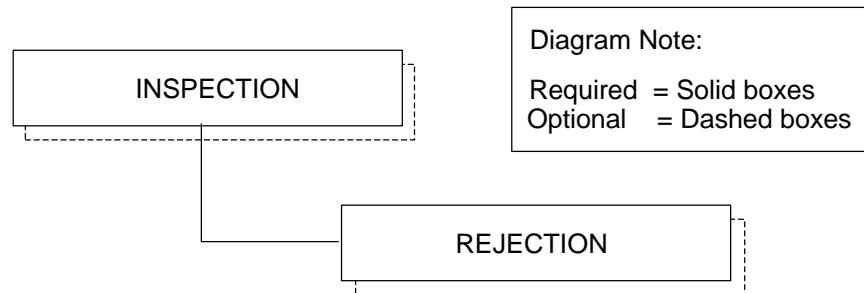 Diagram Note:
Required = Solid boxes
Optional = Dashed boxes
INSPECTION
REJECTION